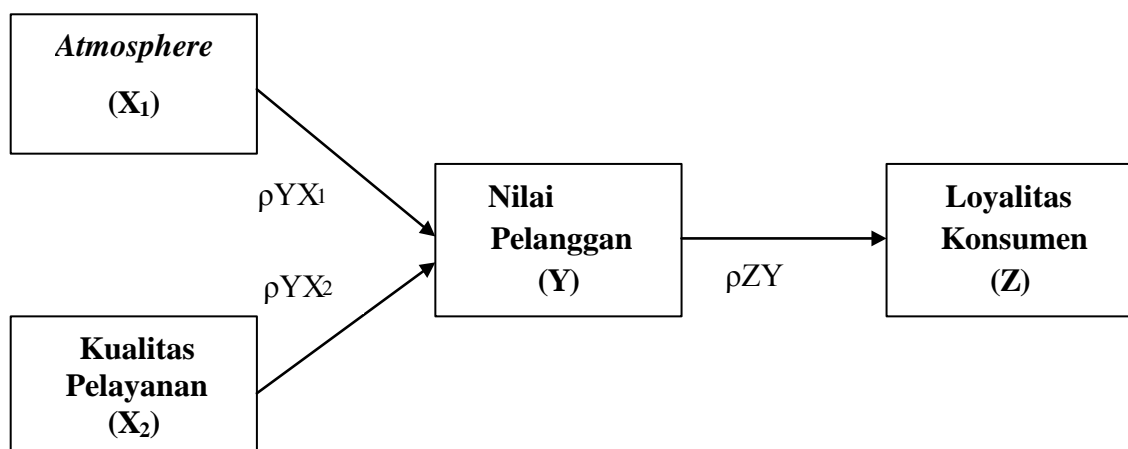 Atmosphere
(X₁)
ρYX₁
Nilai
Pelanggan
(Y)
Loyalitas
Konsumen
(Z)
ρZY
ρYX₂
Kualitas
Pelayanan
(X₂)